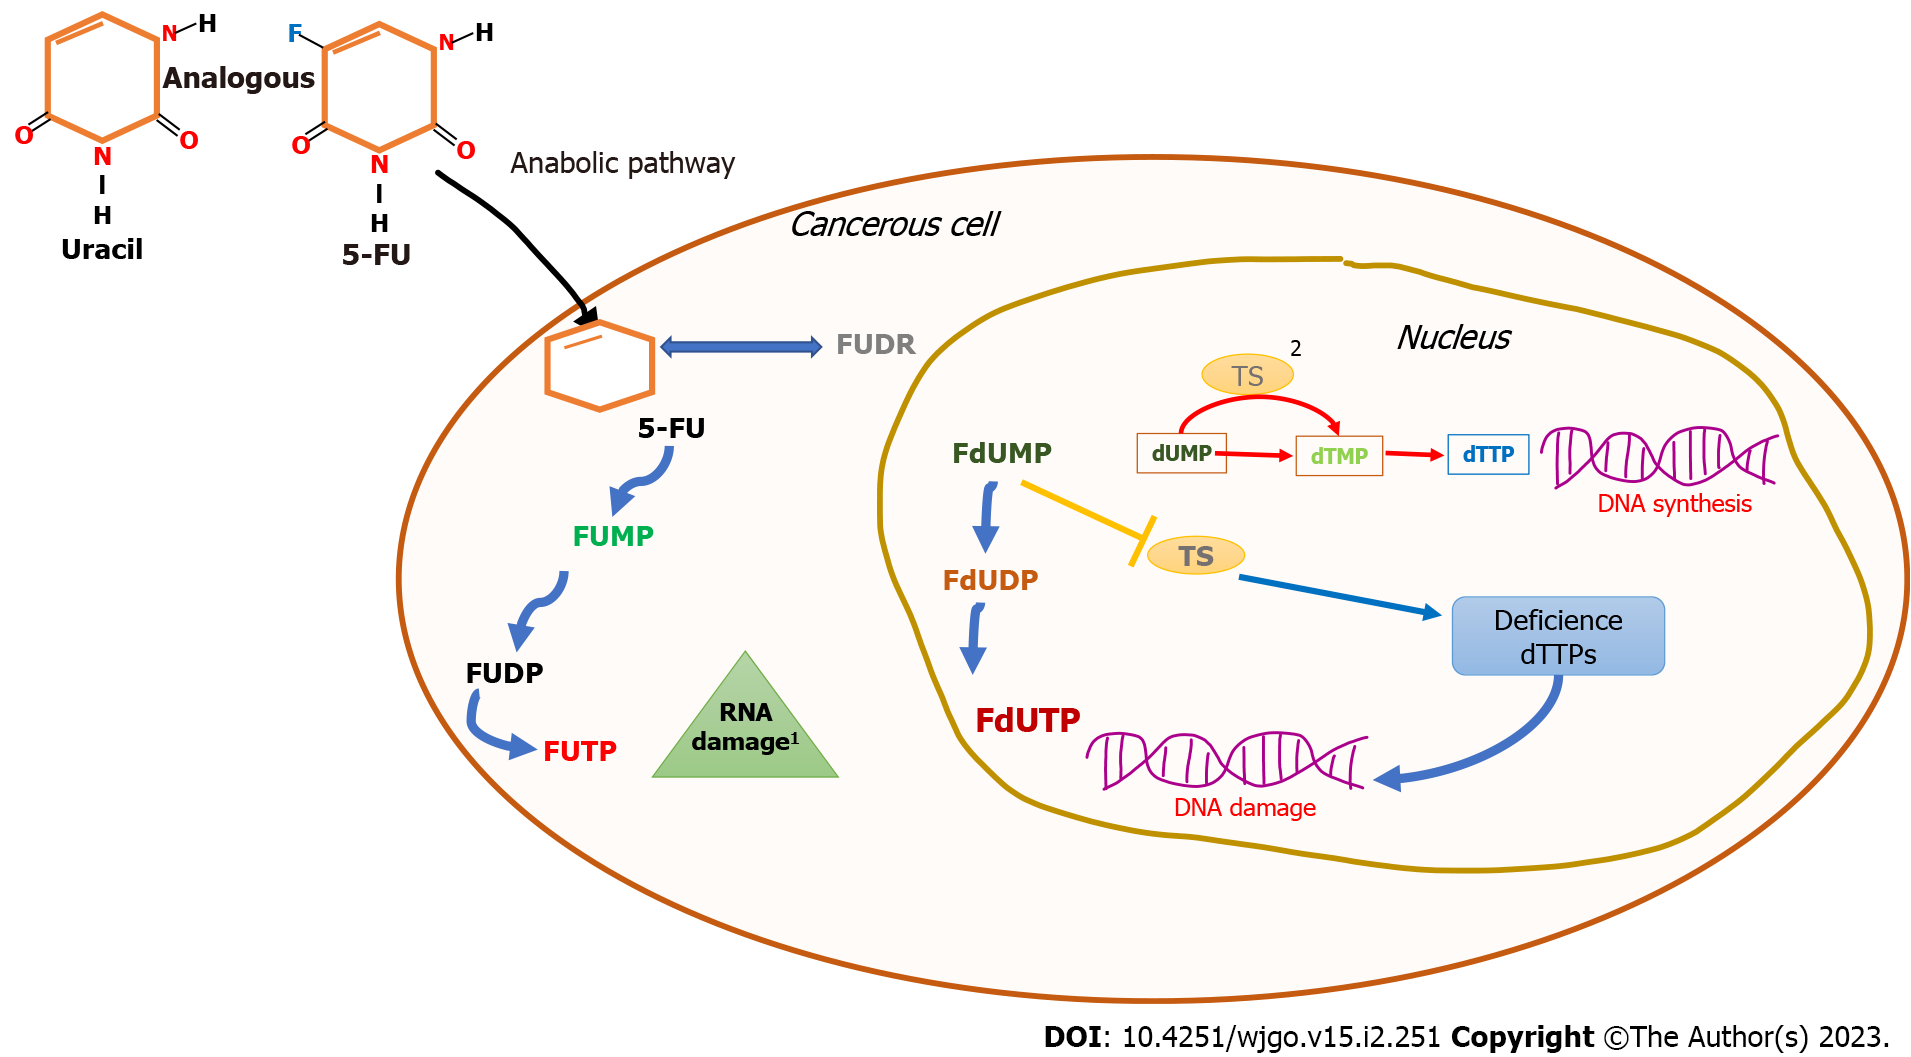 N
H
F
N
H
Analogous
O
O
N
I
H
Uracil
O
O
N
I
H
5-FU
Anabolic pathway
Cancerous cell
FUDR
Nucleus
TS
2
5-FU
FdUMP
dUMP
dTMP
dTTP
DNA synthesis
FUMP
TS
FdUDP
Deficience
dTTPs
FUDP
RNA
damage¹
FdUTP
FUTP
DNA damage
DOI: 10.4251/wjgo.v15.i2.251 Copyright ©The Author(s) 2023.